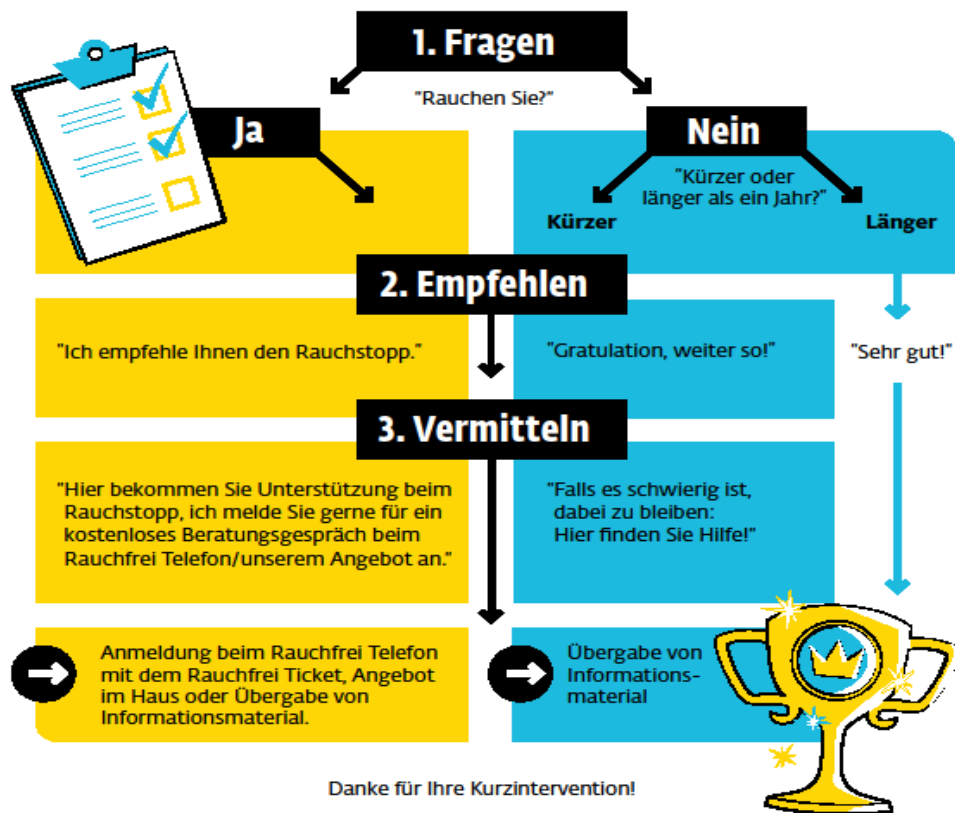 1. Fragen
"Rauchen Sie?"
Ja
Nein
"Kürzer oder
länger als ein Jahr?"
Kürzer
Länger
2. Empfehlen
"Ich empfehle Ihnen den Rauchstopp."
"Gratulation, weiter so!"
"Sehr gut!"
3. Vermitteln
"Hier bekommen Sie Unterstützung beim
Rauchstopp, ich melde Sie gerne für ein
kostenloses Beratungsgespräch beim
Rauchfrei Telefon/unserem Angebot an."
"Falls es schwierig ist,
dabei zu bleiben:
Hier finden Sie Hilfe!"
Anmeldung beim Rauchfrei Telefon
mit dem Rauchfrei Ticket, Angebot
im Haus oder Übergabe von
Informationsmaterial.
Übergabe von
Informations-
material
Danke für Ihre Kurzintervention!